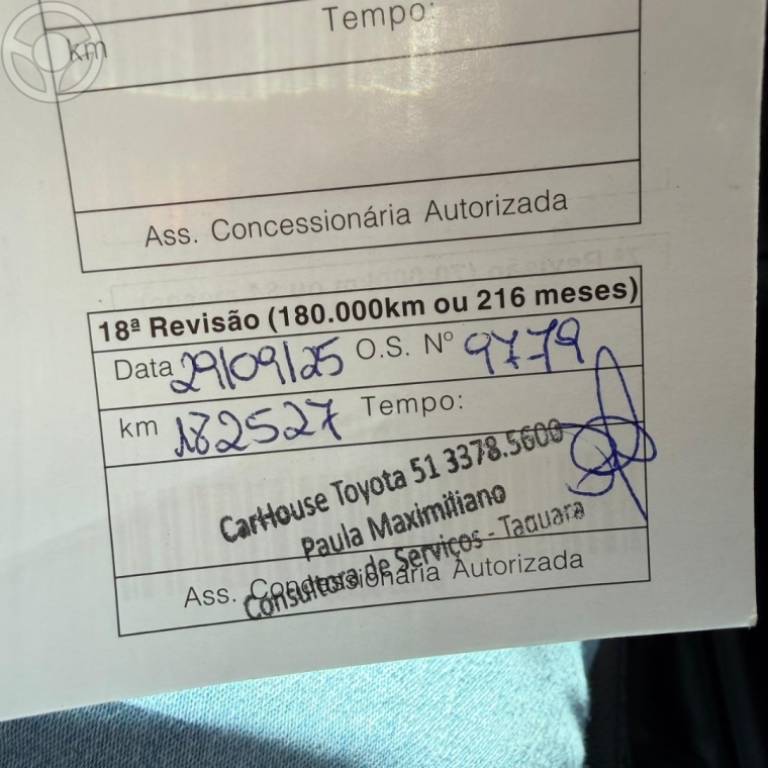 Tempo:
km
Ass. Concessionária Autorizada
18ª Revisão (180.000km ou 216 meses)
Data 29/09/25 O.S. Nº 9779
km 182527 Tempo:
CarHouse Toyota 51 3378.5600
Paula Maximiliano
Consultora de Serviços - Taquara
Ass. Concessionária Autorizada